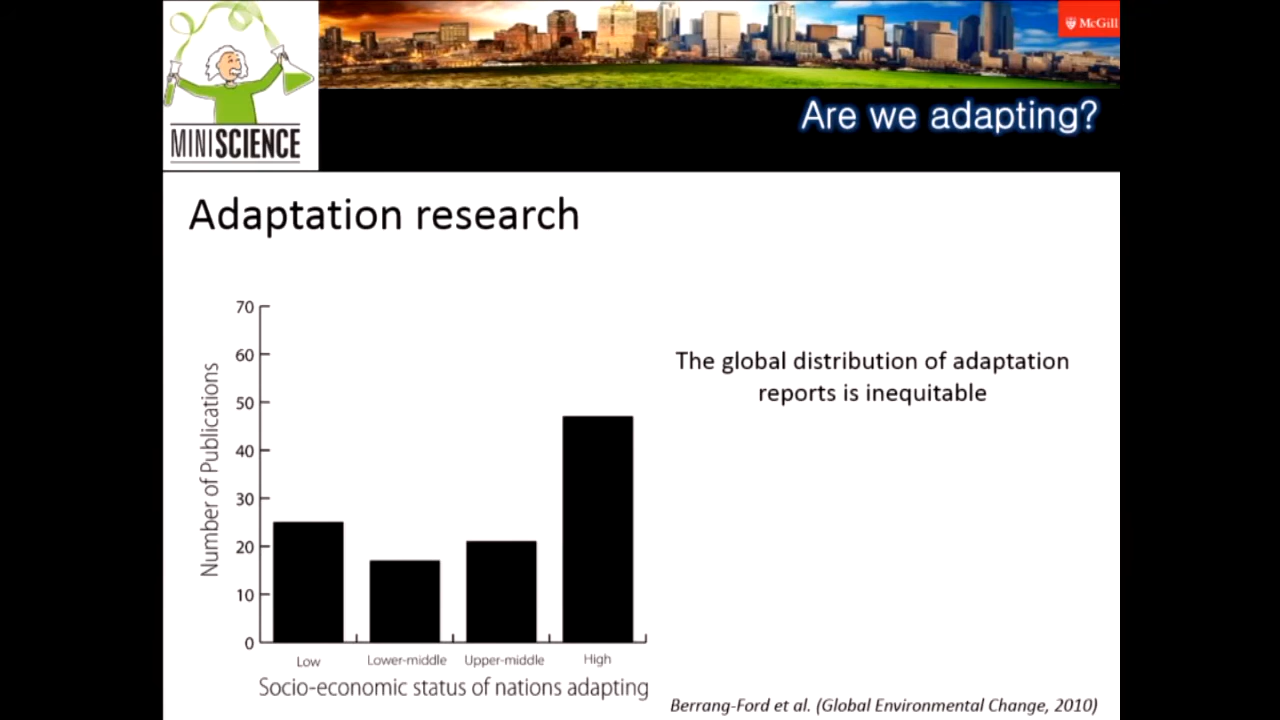 McGill
Are we adapting?
MINISCIENCE
Adaptation research
70
60
50
40
30
20
10
0
Number of Publications
Low
Lower-middle
Upper-middle
High
Socio-economic status of nations adapting
The global distribution of adaptation
reports is inequitable
Berrang-Ford et al. (Global Environmental Change, 2010)